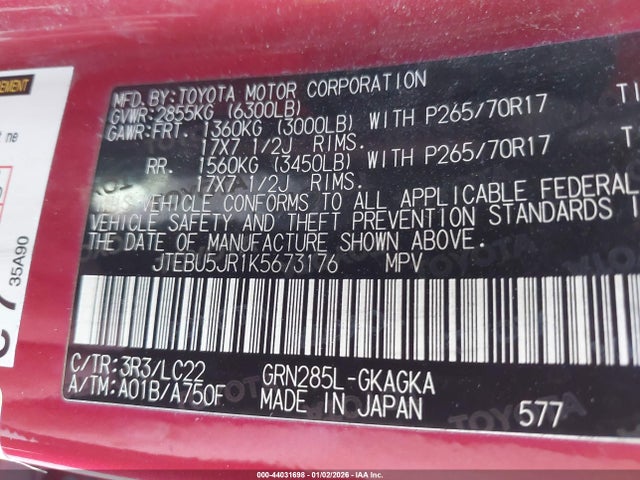 MFD.BY:TOYOTA MOTOR CORPORATION
GVWR:2855KG (6300LB)
GAWR:FRT. 1360KG (3000LB) WITH P265/70R17 TI
17X7 1/2J RIMS.
RR. 1560KG (3450LB) WITH P265/70R17 T
17X7 1/2J RIMS.
THIS VEHICLE CONFORMS TO ALL APPLICABLE FEDERAL
VEHICLE SAFETY AND THEFT PREVENTION STANDARDS I
THE DATE OF MANUFACTURE SHOWN ABOVE.
JTEBU5JR1K5673176 MPV
C/TR:3R3/LC22 GRN285L-GKAGKA
A/TM:A01B/A750F MADE IN JAPAN 577
35A90
000-44031698 - 01/02/2026 - IAA Inc.